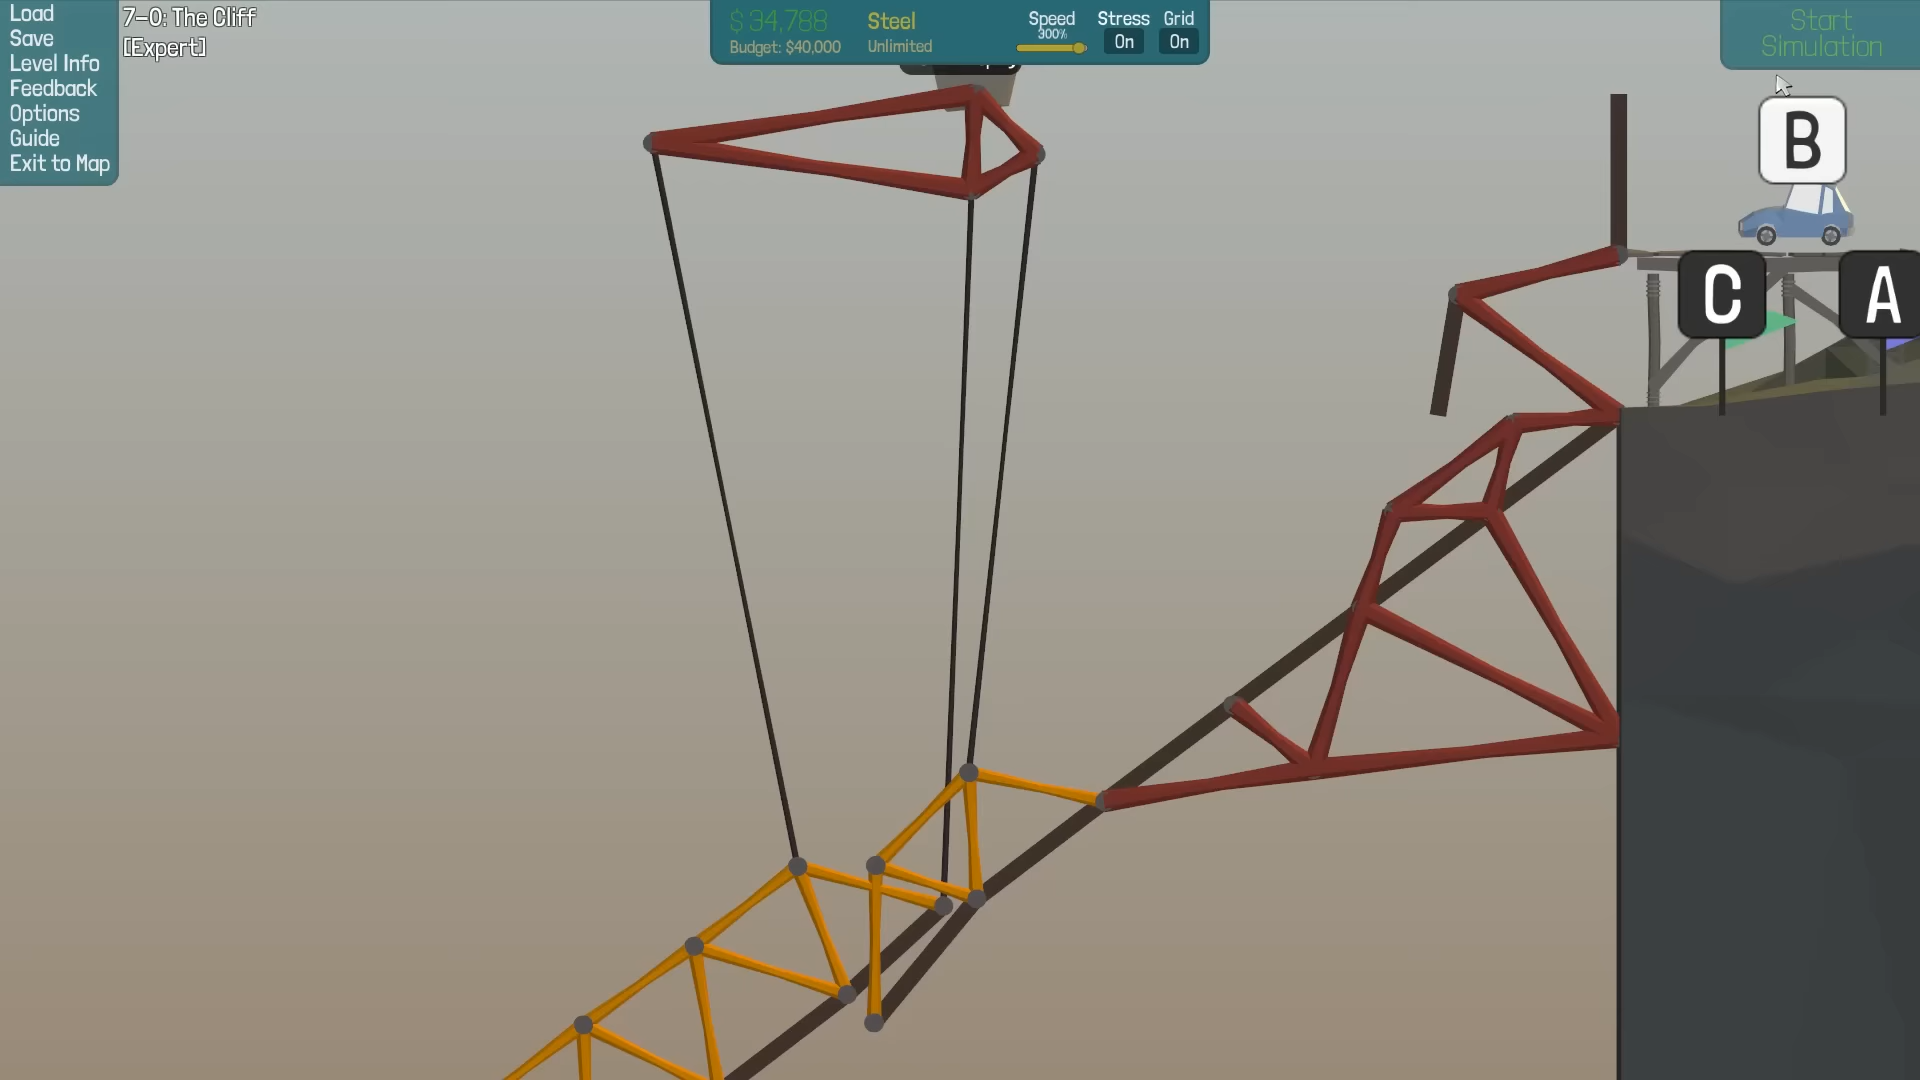 Load
Save
Level Info
Feedback
Options
Guide
Exit to Map
7-0: The Cliff
[Expert]
$ 34,788
Budget: $40,000
Steel
Unlimited
Speed
300%
Stress
On
Grid
On
Start
Simulation
B
C
A